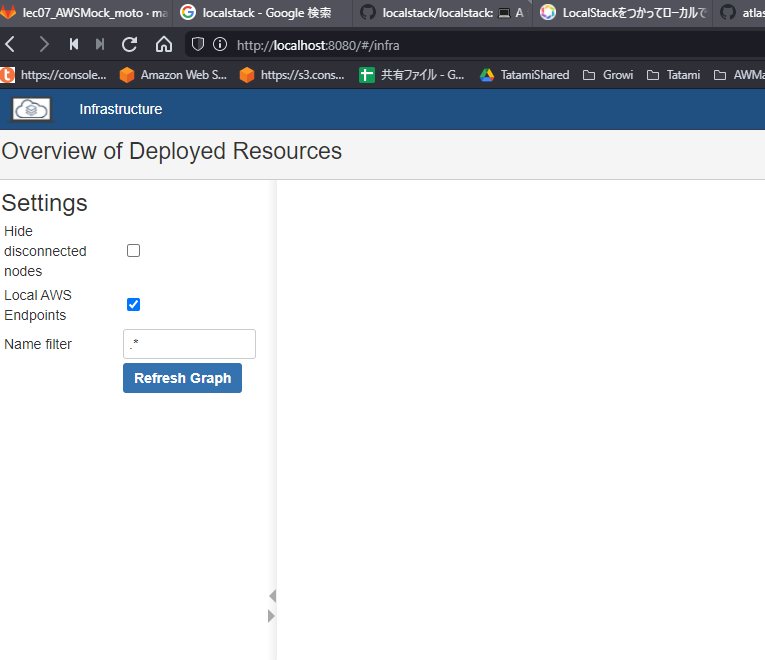 lec07_AWSMock_moto · ma
localstack - Google 検索
localstack/localstack: 💻 A
LocalStackをつかってローカルで
atlas
http://localhost:8080/#/infra
https://console...
Amazon Web S...
https://s3.cons...
共有ファイル - G...
TatamiShared
Growi
Tatami
AWMa
Infrastructure
Overview of Deployed Resources
Settings
Hide
disconnected
nodes
Local AWS
Endpoints
Name filter
.*
Refresh Graph